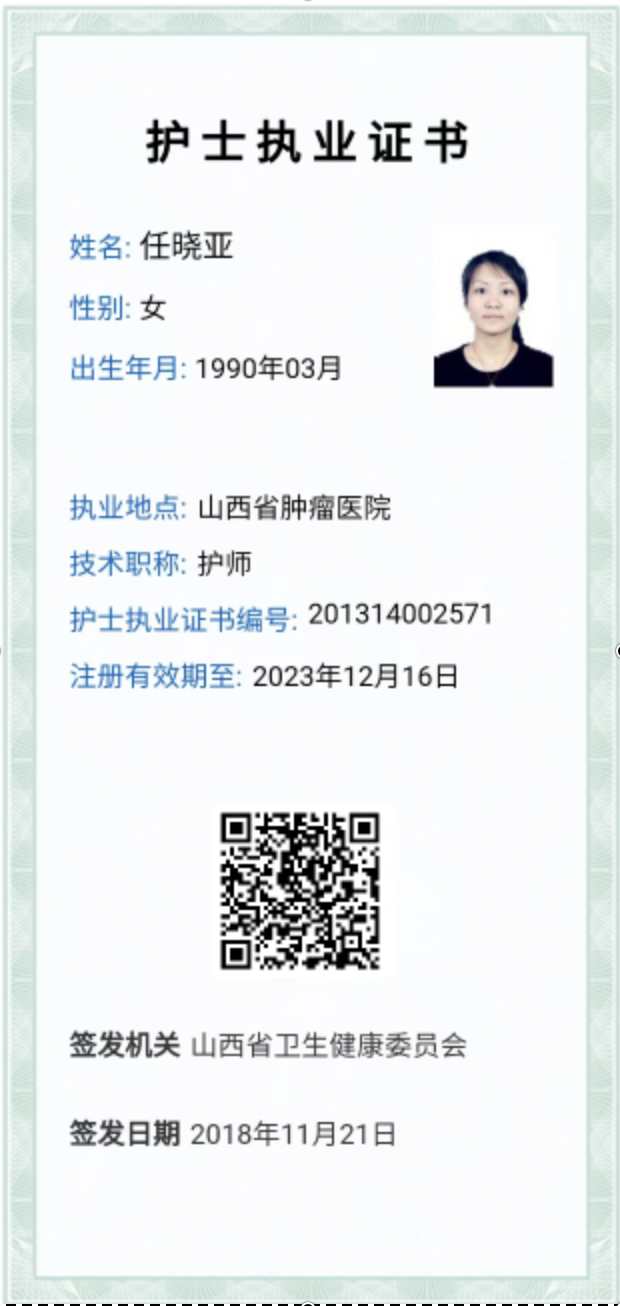 护士执业证书
姓名: 任晓亚
性别: 女
出生年月: 1990年03月
执业地点: 山西省肿瘤医院
技术职称: 护师
护士执业证书编号: 201314002571
注册有效期至: 2023年12月16日
签发机关 山西省卫生健康委员会
签发日期 2018年11月21日